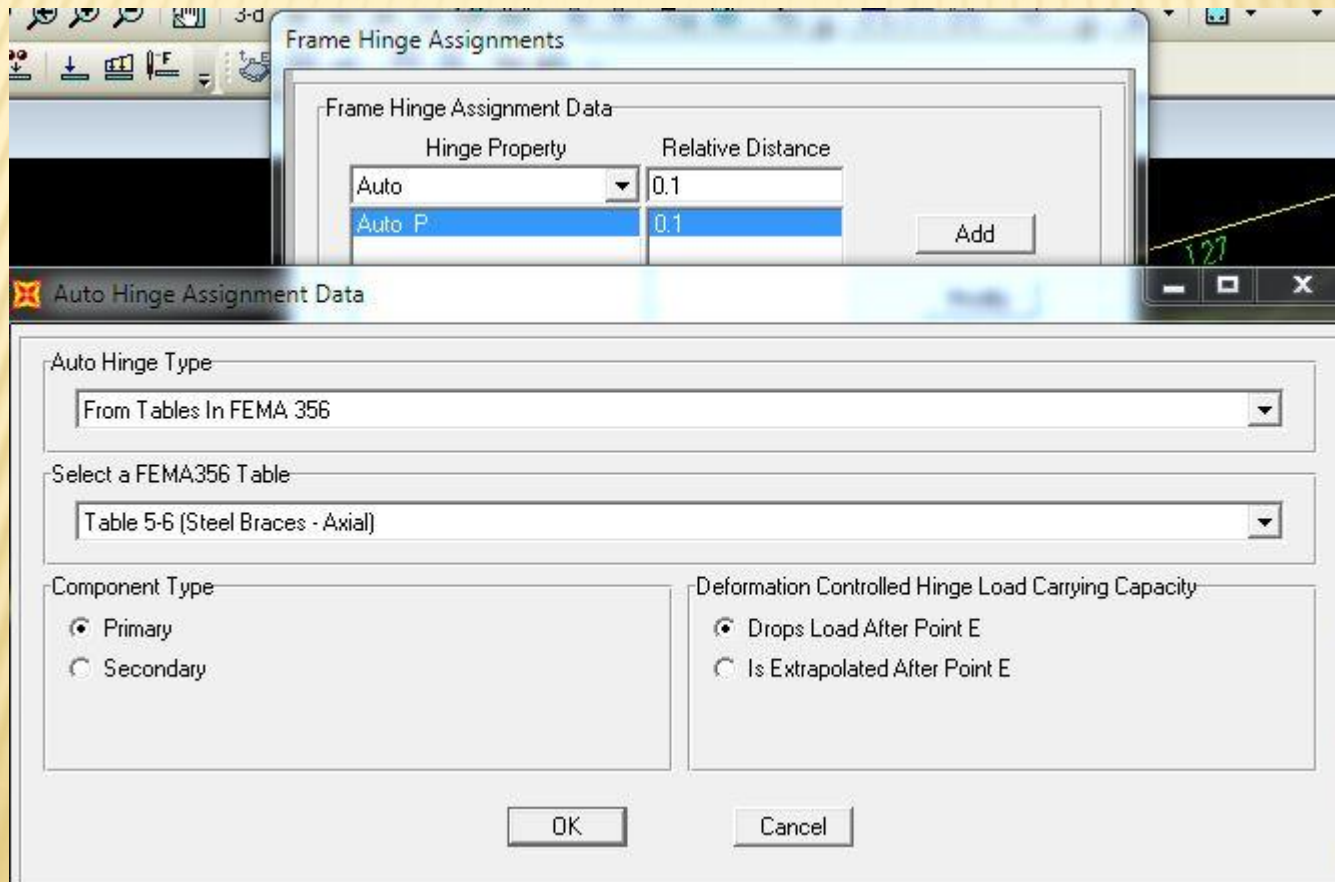 3-d
Frame Hinge Assignments
Frame Hinge Assignment Data
Hinge Property Relative Distance
Auto 0.1
Auto P 0.1
Add
127
Auto Hinge Assignment Data
Auto Hinge Type
From Tables In FEMA 356
Select a FEMA356 Table
Table 5-6 (Steel Braces - Axial)
Component Type
Primary
Secondary
Deformation Controlled Hinge Load Carrying Capacity
Drops Load After Point E
Is Extrapolated After Point E
OK Cancel